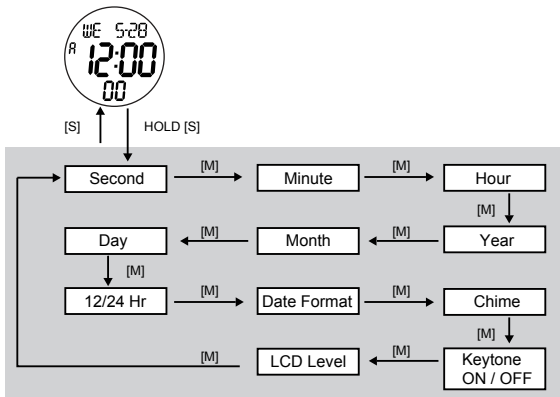 WE 5-28
A 12:00
00
[S] HOLD [S]
Second [M] Minute [M] Hour
[M]
Day [M] Month [M] Year
[M]
12/24 Hr [M] Date Format [M] Chime
[M]
[M] LCD Level [M] Keytone
ON / OFF